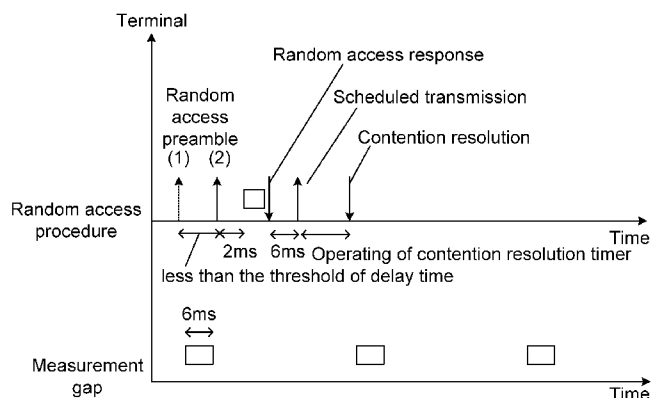 Terminal
Random access response
Random
access
preamble
(1) (2)
Scheduled transmission
Contention resolution
Random access
procedure
Time
2ms
6ms
Operating of contention resolution timer
less than the threshold of delay time
6ms
Measurement
gap
Time